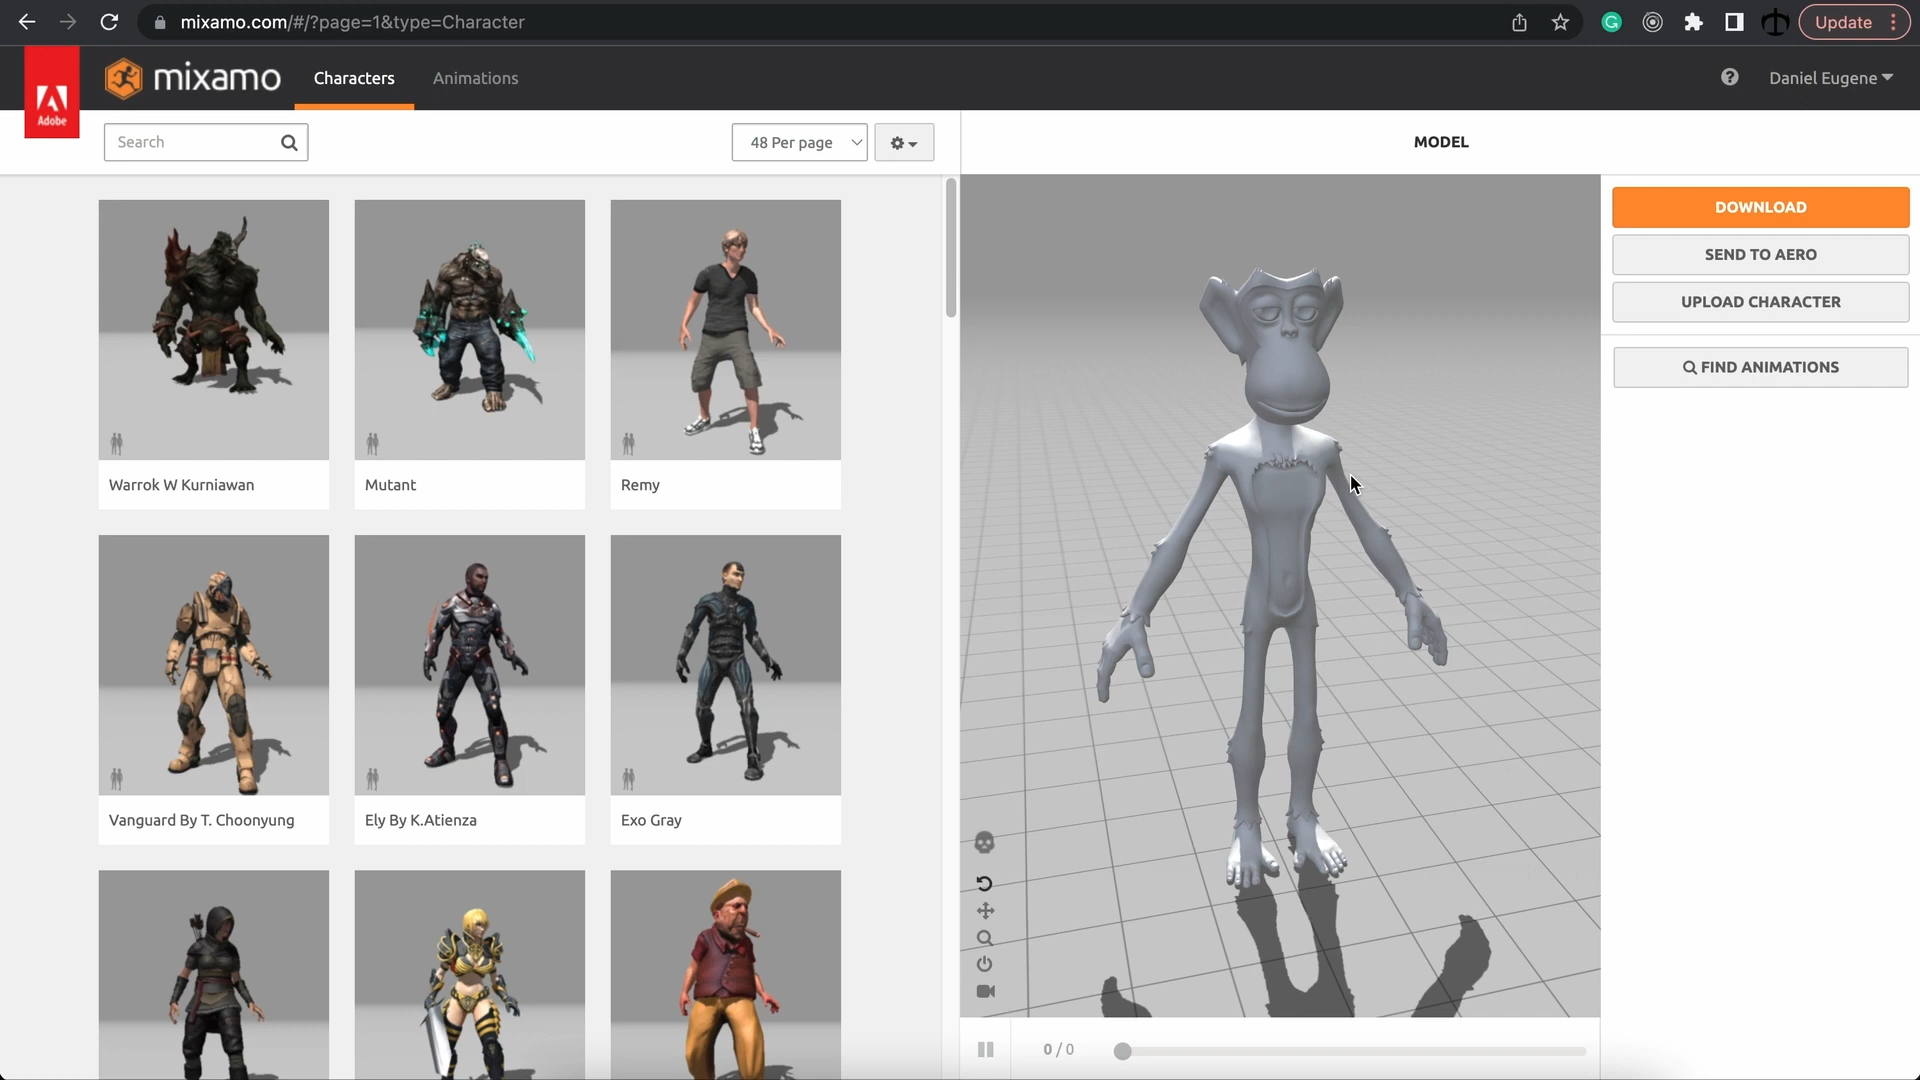 mixamo.com/#/?page=1&type=Character
Update
Adobe
mixamo
Characters
Animations
Daniel Eugene
Search
48 Per page
MODEL
DOWNLOAD
SEND TO AERO
UPLOAD CHARACTER
FIND ANIMATIONS
Warrok W Kurniawan
Mutant
Remy
Vanguard By T. Choonyung
Ely By K.Atienza
Exo Gray
0 / 0